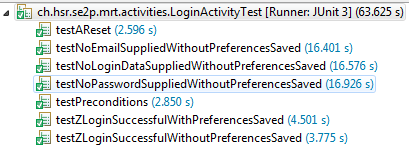 ch.hsr.se2p.mrt.activities.LoginActivityTest [Runner: JUnit 3] (63.625 s)
testAReset (2.596 s)
testNoEmailSuppliedWithoutPreferencesSaved (16.401 s)
testNoLoginDataSuppliedWithoutPreferencesSaved (16.576 s)
testNoPasswordSuppliedWithoutPreferencesSaved (16.926 s)
testPreconditions (2.850 s)
testZLoginSuccessfulWithPreferencesSaved (4.501 s)
testZLoginSuccessfulWithoutPreferencesSaved (3.775 s)